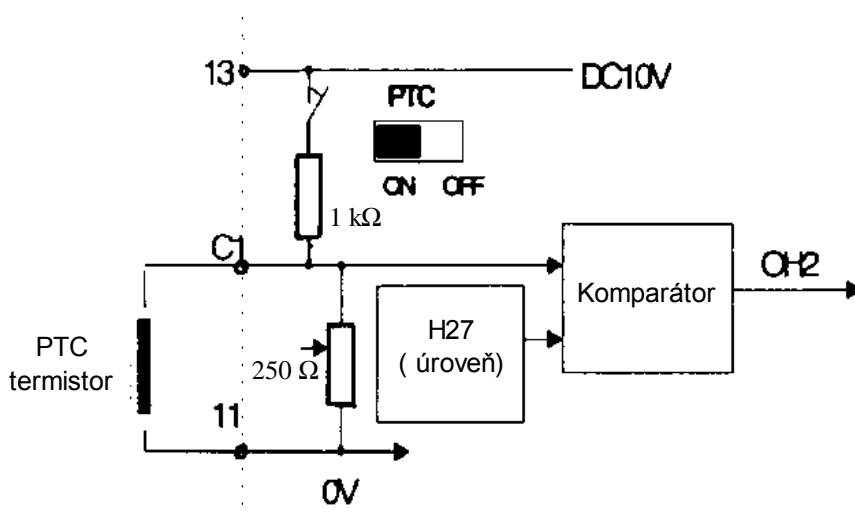 13
DC10V
PTC
ON OFF
1 kΩ
C1
OH2
Komparátor
H27
( úroveň)
PTC
termistor
250 Ω
11
0V